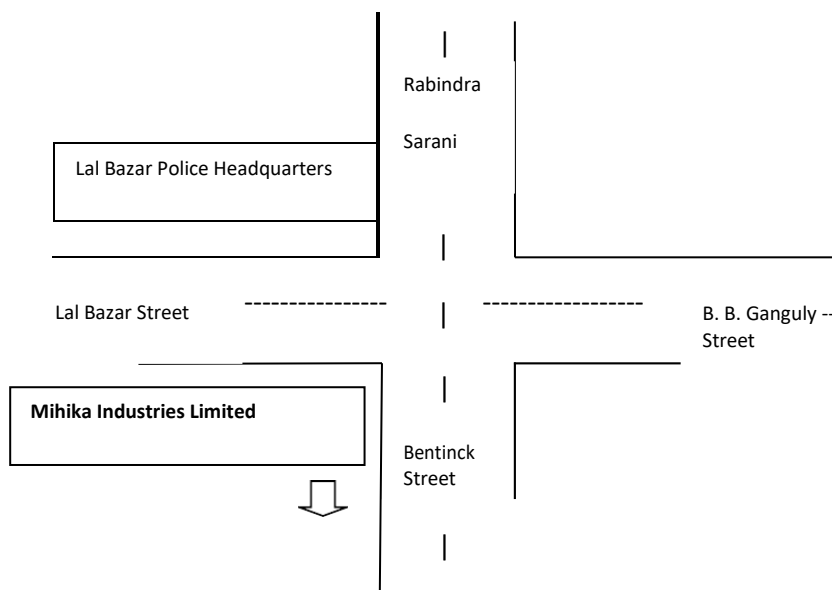 Rabindra
Sarani
Lal Bazar Police Headquarters
Lal Bazar Street
B. B. Ganguly --
Street
Mihika Industries Limited
Bentinck
Street